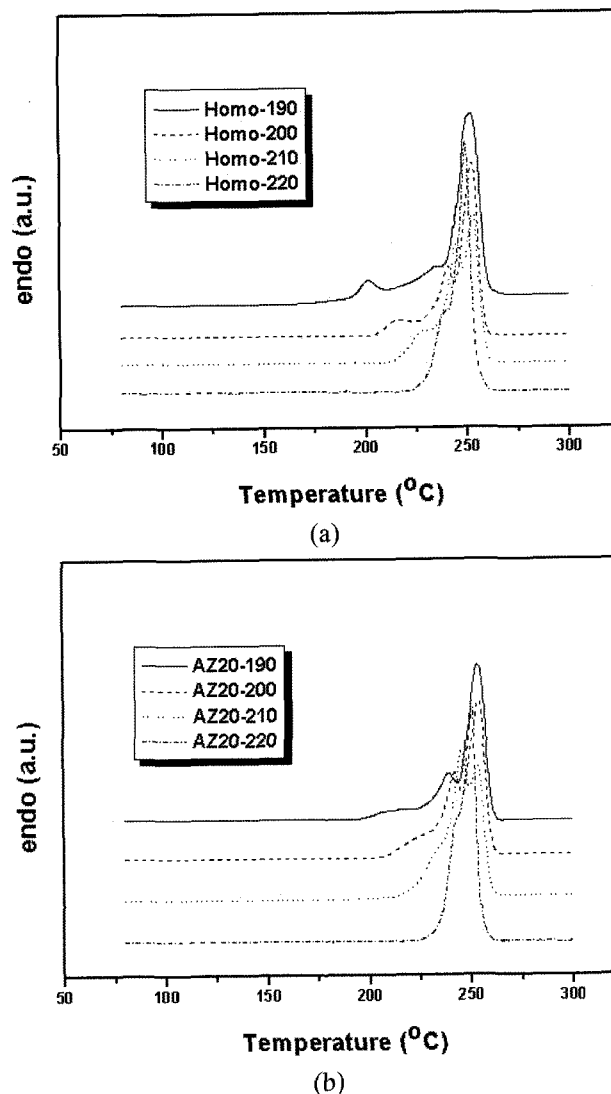 endo (a.u.)
Homo-190
Homo-200
Homo-210
Homo-220
50 100 150 200 250 300
Temperature (°C)
(a)
endo (a.u.)
AZ20-190
AZ20-200
AZ20-210
AZ20-220
50 100 150 200 250 300
Temperature (°C)
(b)